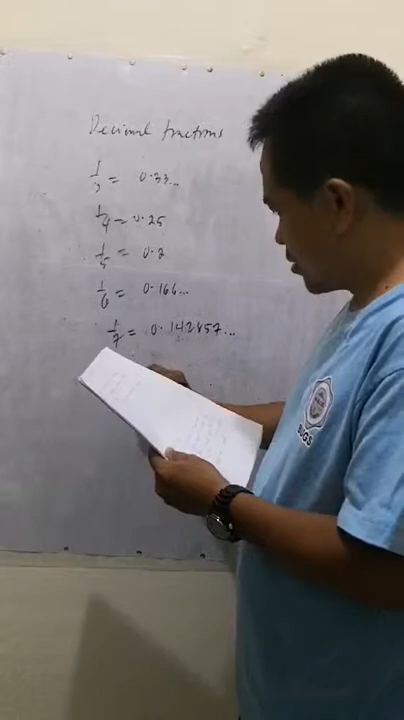 Decimal fractions
1/3 = 0.33...
1/4 = 0.25
1/5 = 0.2
1/6 = 0.166...
1/7 = 0.142857...
BUGS